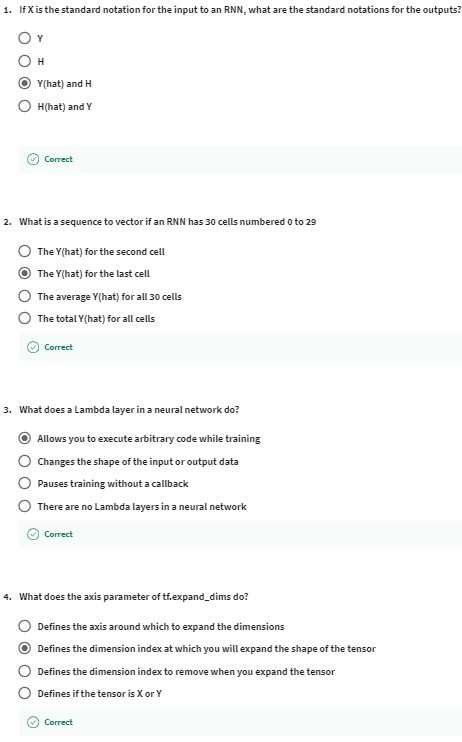 1. If X is the standard notation for the input to an RNN, what are the standard notations for the outputs?
Y
H
Y(hat) and H
H(hat) and Y
Correct
2. What is a sequence to vector if an RNN has 30 cells numbered 0 to 29
The Y(hat) for the second cell
The Y(hat) for the last cell
The average Y(hat) for all 30 cells
The total Y(hat) for all cells
Correct
3. What does a Lambda layer in a neural network do?
Allows you to execute arbitrary code while training
Changes the shape of the input or output data
Pauses training without a callback
There are no Lambda layers in a neural network
Correct
4. What does the axis parameter of tf.expand_dims do?
Defines the axis around which to expand the dimensions
Defines the dimension index at which you will expand the shape of the tensor
Defines the dimension index to remove when you expand the tensor
Defines if the tensor is X or Y
Correct